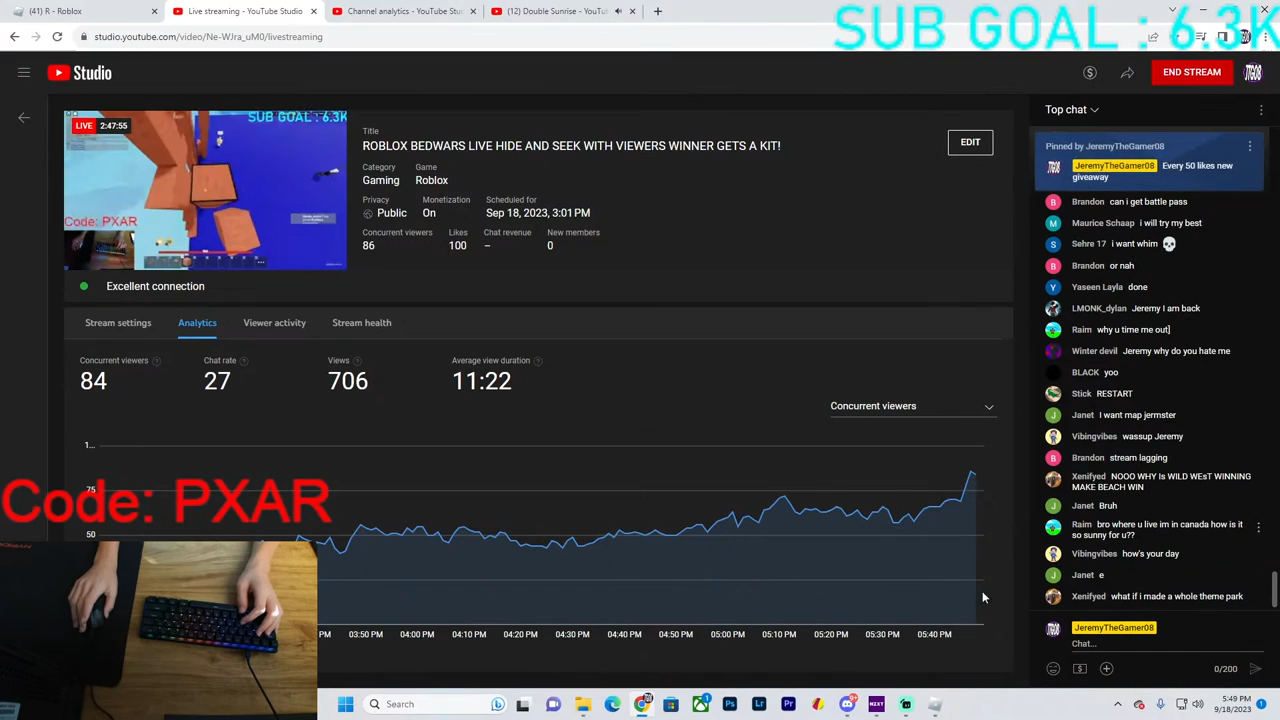 (41) R - Roblox
Live streaming - YouTube Studio
Channel analytics - YouTube Stu
(12) Double Sunrise - YouTu
studio.youtube.com/video/Ne-WJra_uM0/livestreaming
SUB GOAL : 6.3K
Studio
END STREAM
JTG08
LIVE 2:47:55
SUB GOAL : 6.3K
Code: PXAR
Title
ROBLOX BEDWARS LIVE HIDE AND SEEK WITH VIEWERS WINNER GETS A KIT!
EDIT
Category Game
Gaming Roblox
Privacy Monetization Scheduled for
Public On Sep 18, 2023, 3:01 PM
Concurrent viewers Likes Chat revenue New members
86 100 – 0
Excellent connection
Stream settings Analytics Viewer activity Stream health
Concurrent viewers Chat rate Views Average view duration
84 27 706 11:22
Concurrent viewers
1...
75
50
PM 03:50 PM 04:00 PM 04:10 PM 04:20 PM 04:30 PM 04:40 PM 04:50 PM 05:00 PM 05:10 PM 05:20 PM 05:30 PM 05:40 PM
Code: PXAR
Top chat
Pinned by JeremyTheGamer08
JeremyTheGamer08 Every 50 likes new
giveaway
Brandon can i get battle pass
Maurice Schaap i will try my best
Sehre 17 i want whim 💀
Brandon or nah
Yaseen Layla done
LMONK_dylan Jeremy I am back
Raim why u time me out]
Winter devil Jeremy why do you hate me
BLACK yoo
Stick RESTART
Janet I want map jermster
Vibingvibes wassup Jeremy
Brandon stream lagging
Xenifyed NOOO WHY Is WILD WEsT WINNING
MAKE BEACH WIN
Janet Bruh
Raim bro where u live im in canada how is it
so sunny for u??
Vibingvibes how's your day
Janet e
Xenifyed what if i made a whole theme park
JeremyTheGamer08
Chat...
0/200
Search
5:49 PM
9/18/2023